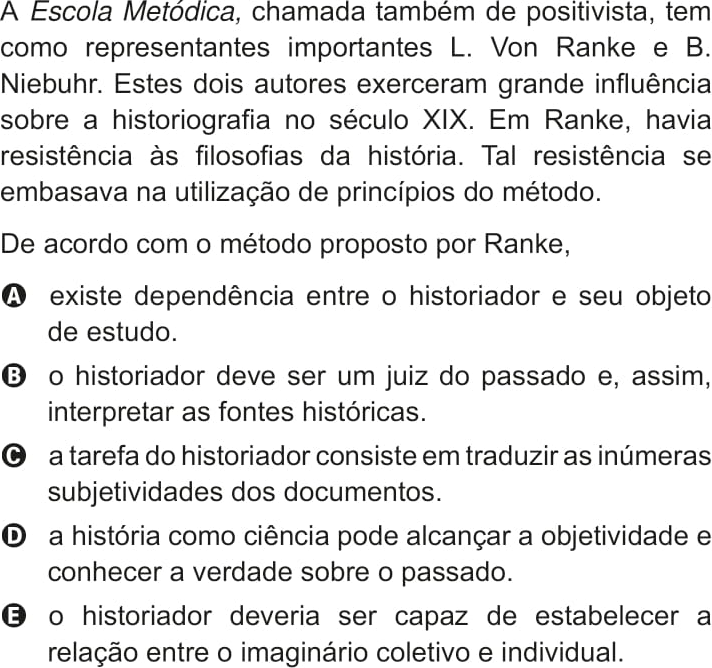 A Escola Metódica, chamada também de positivista, tem
como representantes importantes L. Von Ranke e B.
Niebuhr. Estes dois autores exerceram grande influência
sobre a historiografia no século XIX. Em Ranke, havia
resistência às filosofias da história. Tal resistência se
embasava na utilização de princípios do método.
De acordo com o método proposto por Ranke,
A existe dependência entre o historiador e seu objeto
de estudo.
B o historiador deve ser um juiz do passado e, assim,
interpretar as fontes históricas.
C a tarefa do historiador consiste em traduzir as inúmeras
subjetividades dos documentos.
D a história como ciência pode alcançar a objetividade e
conhecer a verdade sobre o passado.
E o historiador deveria ser capaz de estabelecer a
relação entre o imaginário coletivo e individual.